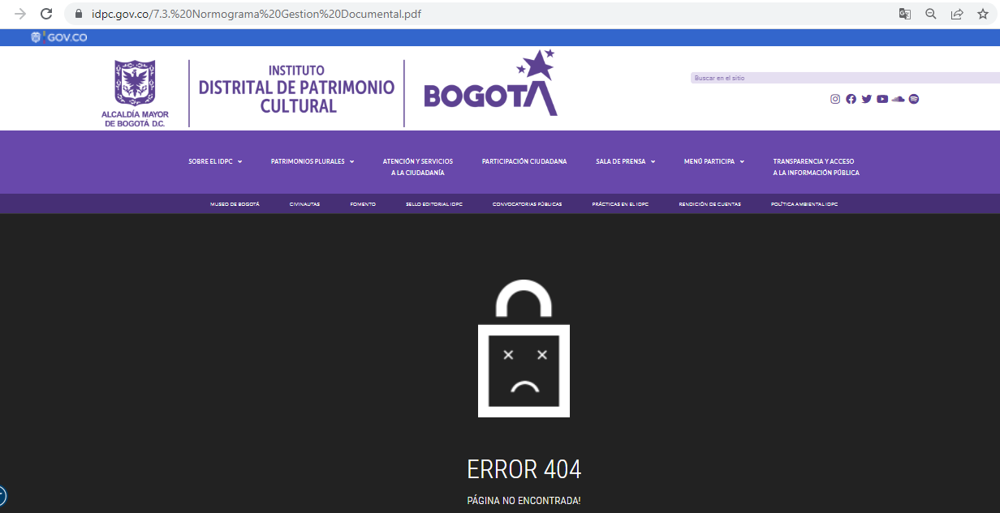 idpc.gov.co/7.3.%20Normograma%20Gestion%20Documental.pdf
GOV.CO
ALCALDÍA MAYOR
DE BOGOTÁ D.C.
INSTITUTO
DISTRITAL DE PATRIMONIO
CULTURAL
BOGOTÁ
Buscar en el sitio
SOBRE EL IDPC
PATRIMONIOS PLURALES
ATENCIÓN Y SERVICIOS
A LA CIUDADANÍA
PARTICIPACIÓN CIUDADANA
SALA DE PRENSA
MENÚ PARTICIPA
TRANSPARENCIA Y ACCESO
A LA INFORMACIÓN PÚBLICA
MUSEO DE BOGOTÁ
CIVINAUTAS
FOMENTO
SELLO EDITORIAL IDPC
CONVOCATORIAS PÚBLICAS
PRÁCTICAS EN EL IDPC
RENDICIÓN DE CUENTAS
POLÍTICA AMBIENTAL IDPC
ERROR 404
PÁGINA NO ENCONTRADA!